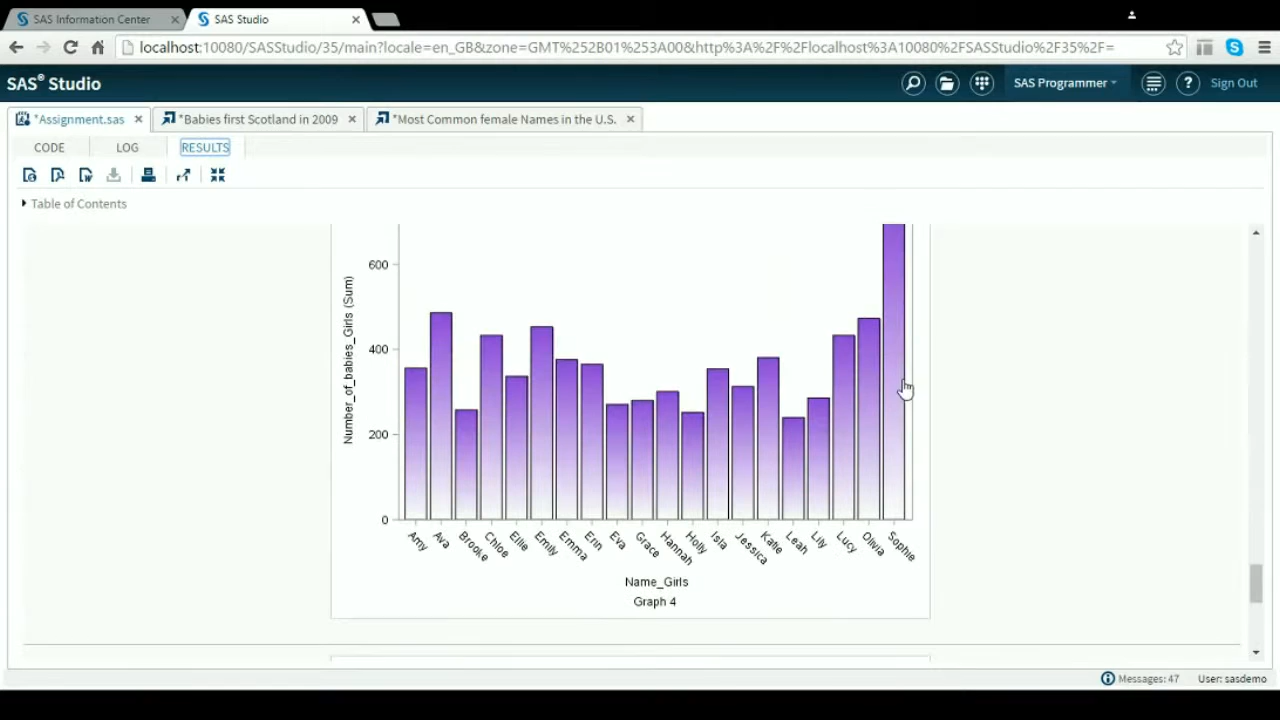 SAS Information Center
SAS Studio
localhost:10080/SASStudio/35/main?locale=en_GB&zone=GMT%252B01%253A00&http%3A%2F%2Flocalhost%3A10080%2FSASStudio%2F35%2F=
SAS® Studio
SAS Programmer
Sign Out
*Assignment.sas
*Babies first Scotland in 2009
*Most Common female Names in the U.S.
CODE
LOG
RESULTS
Table of Contents
Number_of_babies_Girls (Sum)
600
400
200
0
Amy
Ava
Brooke
Chloe
Ellie
Emily
Emma
Erin
Eva
Grace
Hannah
Holly
Isla
Jessica
Katie
Leah
Lily
Lucy
Olivia
Sophie
Name_Girls
Graph 4
Messages: 47
User: sasdemo